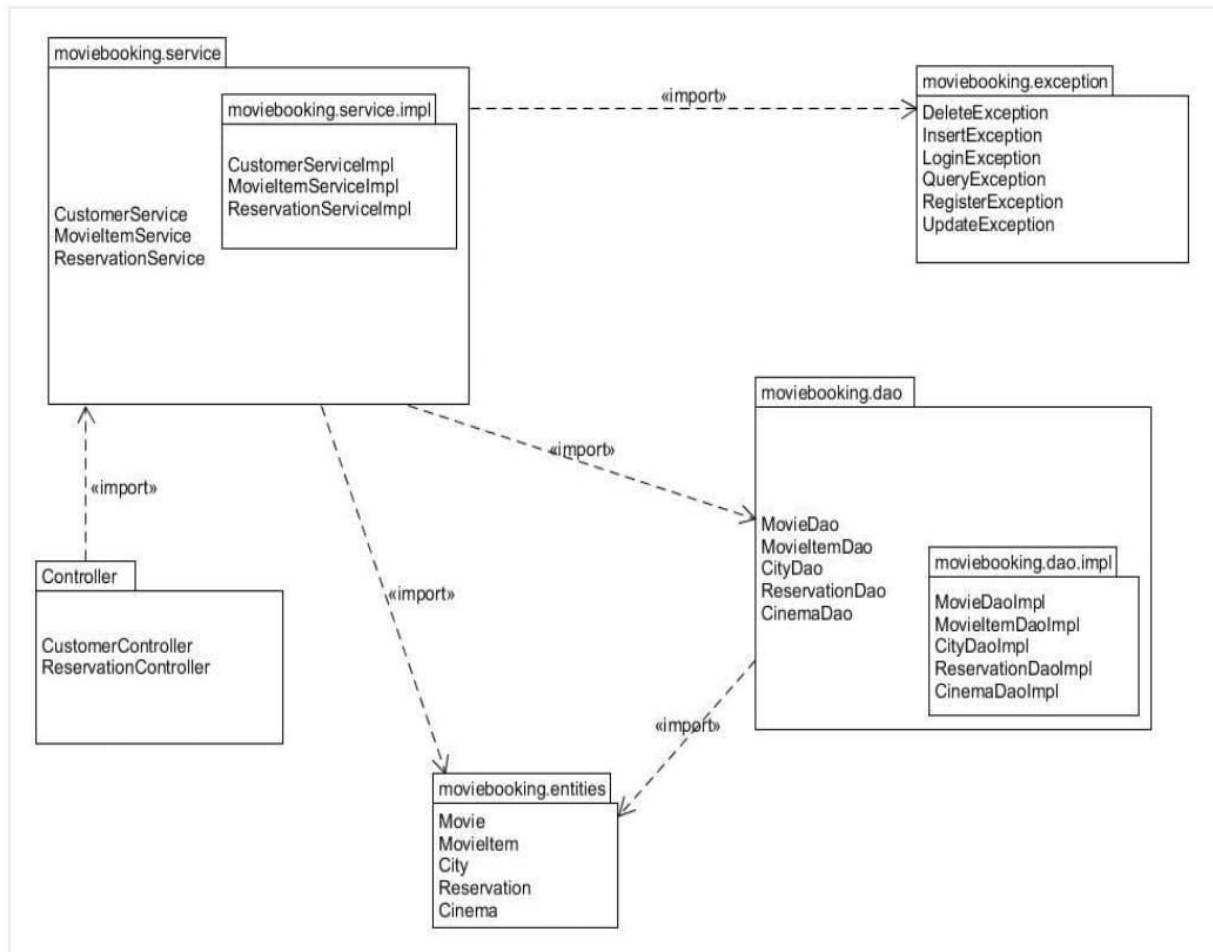 moviebooking.service
moviebooking.service.impl
CustomerServiceImpl
MovieItemServiceImpl
ReservationServiceImpl
CustomerService
MovieItemService
ReservationService
«import»
moviebooking.exception
DeleteException
InsertException
LoginException
QueryException
RegisterException
UpdateException
«import»
«import»
moviebooking.dao
MovieDao
MovieItemDao
CityDao
ReservationDao
CinemaDao
moviebooking.dao.impl
MovieDaoImpl
MovieItemDaoImpl
CityDaoImpl
ReservationDaoImpl
CinemaDaoImpl
Controller
CustomerController
ReservationController
«import»
«import»
moviebooking.entities
Movie
MovieItem
City
Reservation
Cinema